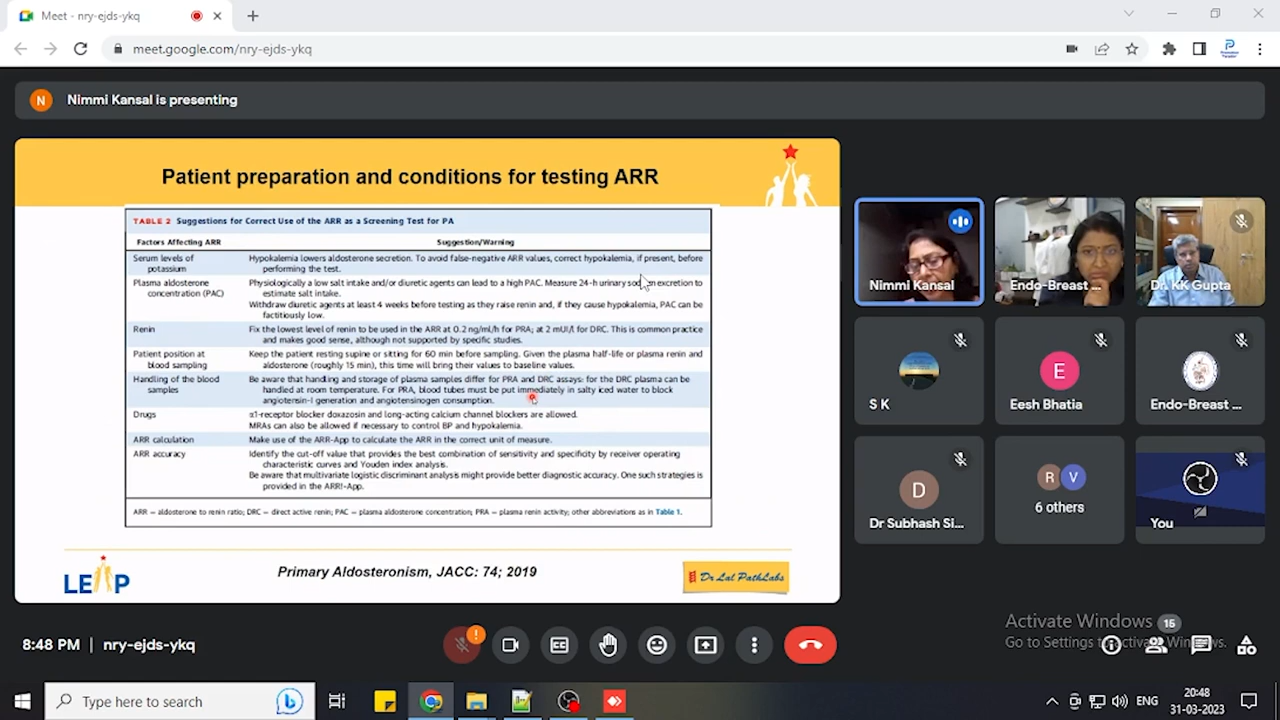 Meet - nry-ejds-ykq
meet.google.com/nry-ejds-ykq
N
Nimmi Kansal is presenting
Patient preparation and conditions for testing ARR
TABLE 2 Suggestions for Correct Use of the ARR as a Screening Test for PA
Factors Affecting ARR Suggestion/Warning
Serum levels of potassium
Hypokalemia lowers aldosterone secretion. To avoid false-negative ARR values, correct hypokalemia, if present, before
performing the test.
Plasma aldosterone concentration (PAC)
Physiologically a low salt intake and/or diuretic agents can lead to a high PAC. Measure 24-h urinary sodium excretion to
estimate salt intake.
Withdraw diuretic agents at least 4 weeks before testing as they raise renin and, if they cause hypokalemia, PAC can be
factitiously low.
Renin
Fix the lowest level of renin to be used in the ARR at 0.2 ng/ml/h for PRA; at 2 mUI/l for DRC. This is common practice
and makes good sense, although not supported by specific studies.
Patient position at blood sampling
Keep the patient resting supine or sitting for 60 min before sampling. Given the plasma half-life or plasma renin and
aldosterone (roughly 15 min), this time will bring their values to baseline values.
Handling of the blood samples
Be aware that handling and storage of plasma samples differ for PRA and DRC assays: for the DRC plasma can be
handled at room temperature. For PRA, blood tubes must be put immediately in salty iced water to block
angiotensin-I generation and angiotensinogen consumption.
Drugs
α1-receptor blocker doxazosin and long-acting calcium channel blockers are allowed.
MRAs can also be allowed if necessary to control BP and hypokalemia.
ARR calculation
Make use of the ARR-App to calculate the ARR in the correct unit of measure.
ARR accuracy
Identify the cut-off value that provides the best combination of sensitivity and specificity by receiver operating
characteristic curves and Youden index analysis.
Be aware that multivariate logistic discriminant analysis might provide better diagnostic accuracy. One such strategies is
provided in the ARR!-App.
ARR = aldosterone to renin ratio; DRC = direct active renin; PAC = plasma aldosterone concentration; PRA = plasma renin activity; other abbreviations as in Table 1.
LEAP
Primary Aldosteronism, JACC: 74; 2019
Dr Lal PathLabs
Nimmi Kansal
Endo-Breast ...
Dr. KK Gupta
S K
E
Eesh Bhatia
Endo-Breast ...
D
Dr Subhash Si...
R V
6 others
You
8:48 PM | nry-ejds-ykq
CC
15
Activate Windows
Type here to search
ENG
20:48
31-03-2023